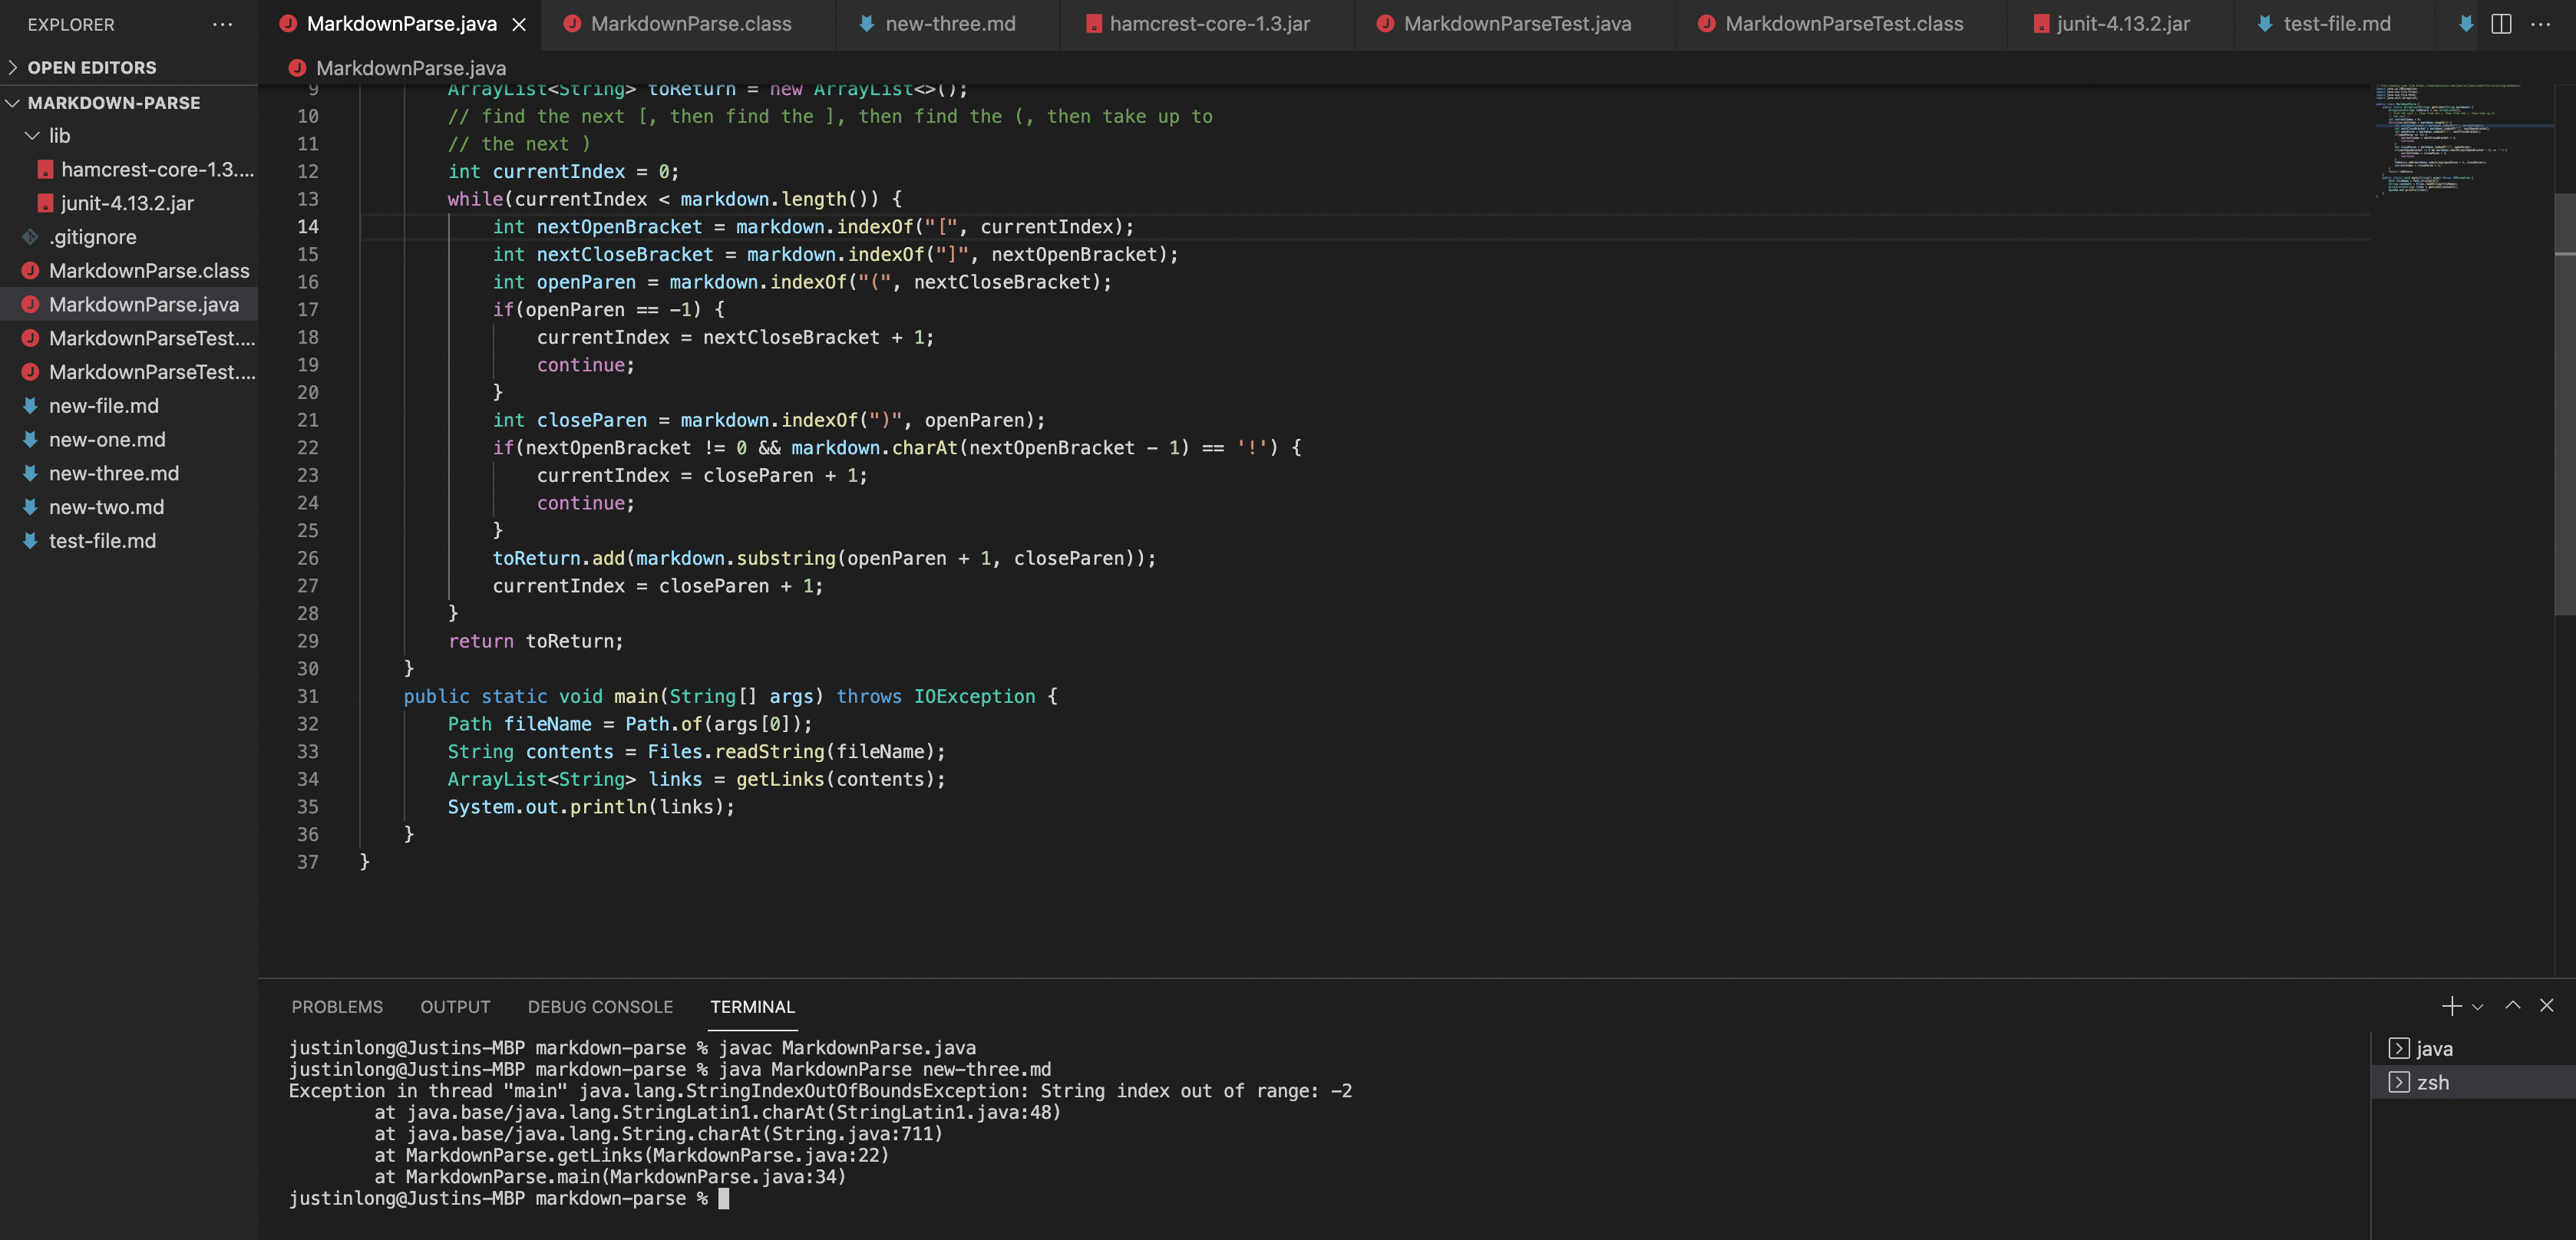 EXPLORER
OPEN EDITORS
MARKDOWN-PARSE
lib
hamcrest-core-1.3....
junit-4.13.2.jar
.gitignore
MarkdownParse.class
MarkdownParse.java
MarkdownParseTest....
MarkdownParseTest....
new-file.md
new-one.md
new-three.md
new-two.md
test-file.md
MarkdownParse.java MarkdownParse.class new-three.md hamcrest-core-1.3.jar MarkdownParseTest.java MarkdownParseTest.class junit-4.13.2.jar test-file.md
MarkdownParse.java
9 ArrayList<String> toReturn = new ArrayList<>();
10 // find the next [, then find the ], then find the (, then take up to
11 // the next )
12 int currentIndex = 0;
13 while(currentIndex < markdown.length()) {
14 int nextOpenBracket = markdown.indexOf("[", currentIndex);
15 int nextCloseBracket = markdown.indexOf("]", nextOpenBracket);
16 int openParen = markdown.indexOf("(", nextCloseBracket);
17 if(openParen == -1) {
18 currentIndex = nextCloseBracket + 1;
19 continue;
20 }
21 int closeParen = markdown.indexOf(")", openParen);
22 if(nextOpenBracket != 0 && markdown.charAt(nextOpenBracket - 1) == '!') {
23 currentIndex = closeParen + 1;
24 continue;
25 }
26 toReturn.add(markdown.substring(openParen + 1, closeParen));
27 currentIndex = closeParen + 1;
28 }
29 return toReturn;
30 }
31 public static void main(String[] args) throws IOException {
32 Path fileName = Path.of(args[0]);
33 String contents = Files.readString(fileName);
34 ArrayList<String> links = getLinks(contents);
35 System.out.println(links);
36 }
37 }
PROBLEMS OUTPUT DEBUG CONSOLE TERMINAL
justinlong@Justins-MBP markdown-parse % javac MarkdownParse.java
justinlong@Justins-MBP markdown-parse % java MarkdownParse new-three.md
Exception in thread "main" java.lang.StringIndexOutOfBoundsException: String index out of range: -2
at java.base/java.lang.StringLatin1.charAt(StringLatin1.java:48)
at java.base/java.lang.String.charAt(String.java:711)
at MarkdownParse.getLinks(MarkdownParse.java:22)
at MarkdownParse.main(MarkdownParse.java:34)
justinlong@Justins-MBP markdown-parse %
java
zsh